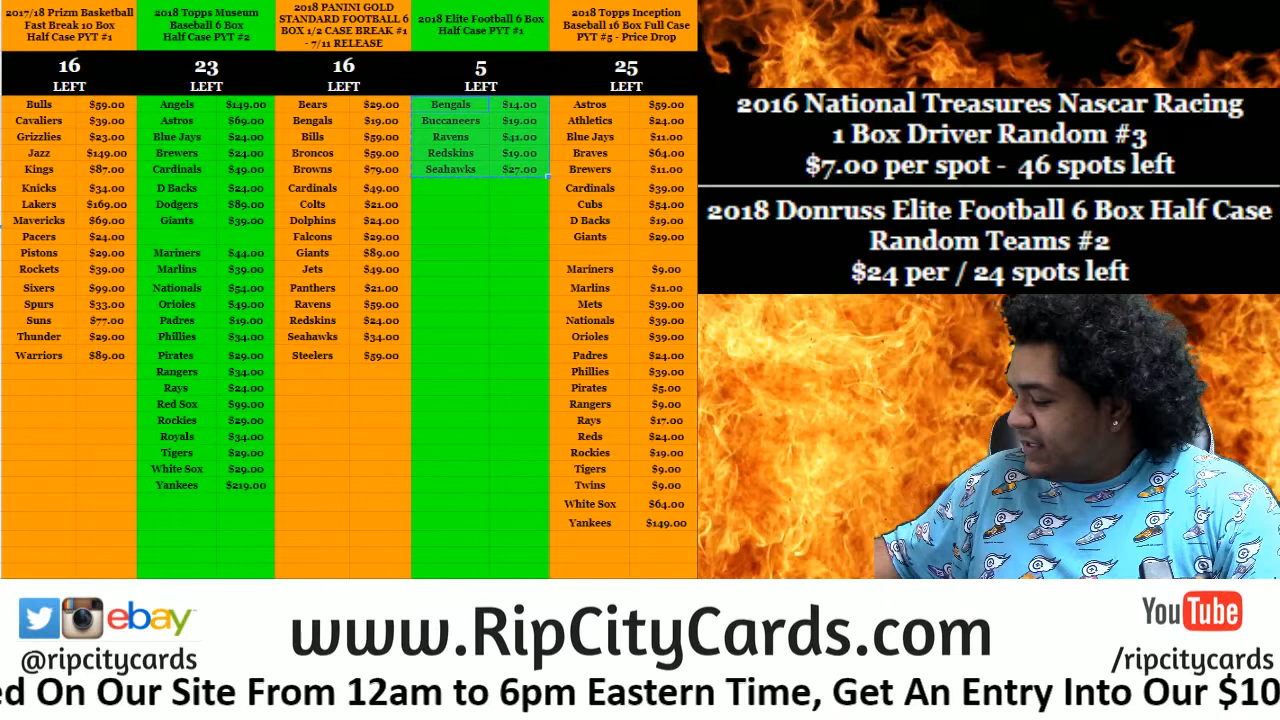 2017/18 Prizm Basketball
Fast Break 10 Box
Half Case PYT #1
16
LEFT
Bulls $59.00
Cavaliers $39.00
Grizzlies $23.00
Jazz $149.00
Kings $87.00
Knicks $34.00
Lakers $169.00
Mavericks $69.00
Pacers $24.00
Pistons $29.00
Rockets $39.00
Sixers $99.00
Spurs $33.00
Suns $77.00
Thunder $29.00
Warriors $89.00
2018 Topps Museum
Baseball 6 Box
Half Case PYT #2
23
LEFT
Angels $149.00
Astros $69.00
Blue Jays $24.00
Brewers $24.00
Cardinals $49.00
D Backs $24.00
Dodgers $89.00
Giants $39.00
Mariners $44.00
Marlins $39.00
Nationals $54.00
Orioles $49.00
Padres $19.00
Phillies $34.00
Pirates $29.00
Rangers $34.00
Rays $24.00
Red Sox $99.00
Rockies $29.00
Royals $34.00
Tigers $29.00
White Sox $29.00
Yankees $219.00
2018 PANINI GOLD
STANDARD FOOTBALL 6
BOX 1/2 CASE BREAK #1
- 7/11 RELEASE
16
LEFT
Bears $29.00
Bengals $19.00
Bills $59.00
Broncos $59.00
Browns $79.00
Cardinals $49.00
Colts $21.00
Dolphins $24.00
Falcons $29.00
Giants $89.00
Jets $49.00
Panthers $21.00
Ravens $59.00
Redskins $24.00
Seahawks $34.00
Steelers $59.00
2018 Elite Football 6 Box
Half Case PYT #1
5
LEFT
Bengals $14.00
Buccaneers $19.00
Ravens $41.00
Redskins $19.00
Seahawks $27.00
2018 Topps Inception
Baseball 16 Box Full Case
PYT #5 - Price Drop
25
LEFT
Astros $59.00
Athletics $24.00
Blue Jays $11.00
Braves $64.00
Brewers $11.00
Cardinals $39.00
Cubs $54.00
D Backs $19.00
Giants $29.00
Mariners $9.00
Marlins $11.00
Mets $39.00
Nationals $39.00
Orioles $39.00
Padres $24.00
Phillies $39.00
Pirates $5.00
Rangers $9.00
Rays $17.00
Reds $24.00
Rockies $19.00
Tigers $9.00
Twins $9.00
White Sox $64.00
Yankees $149.00
2016 National Treasures Nascar Racing
1 Box Driver Random #3
$7.00 per spot - 46 spots left
2018 Donruss Elite Football 6 Box Half Case
Random Teams #2
$24 per / 24 spots left
ebay
@ripcitycards
www.RipCityCards.com
YouTube
/ripcitycards
ed On Our Site From 12am to 6pm Eastern Time, Get An Entry Into Our $10